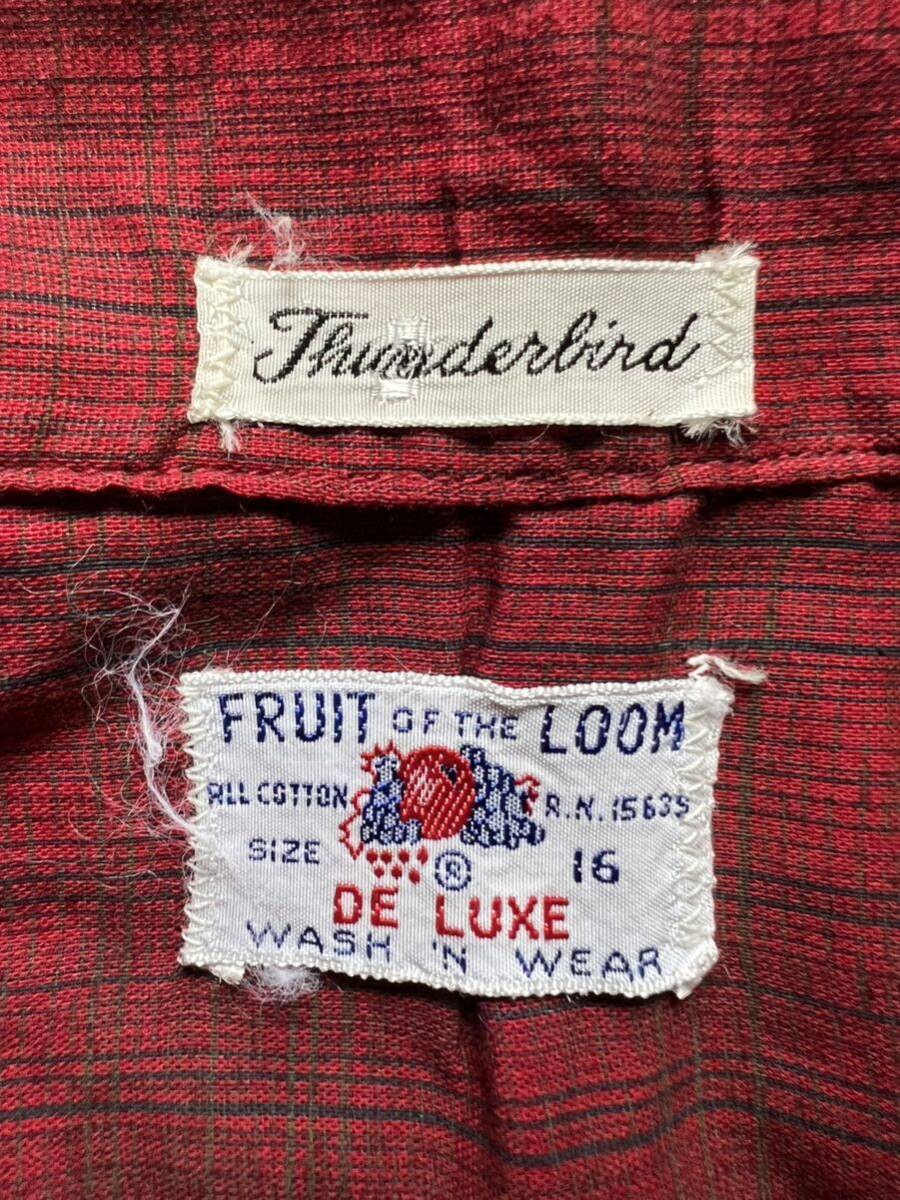 Thunderbird
FRUIT OF THE LOOM
ALL COTTON R.N. 15635
SIZE ® 16
DE LUXE
WASH 'N WEAR